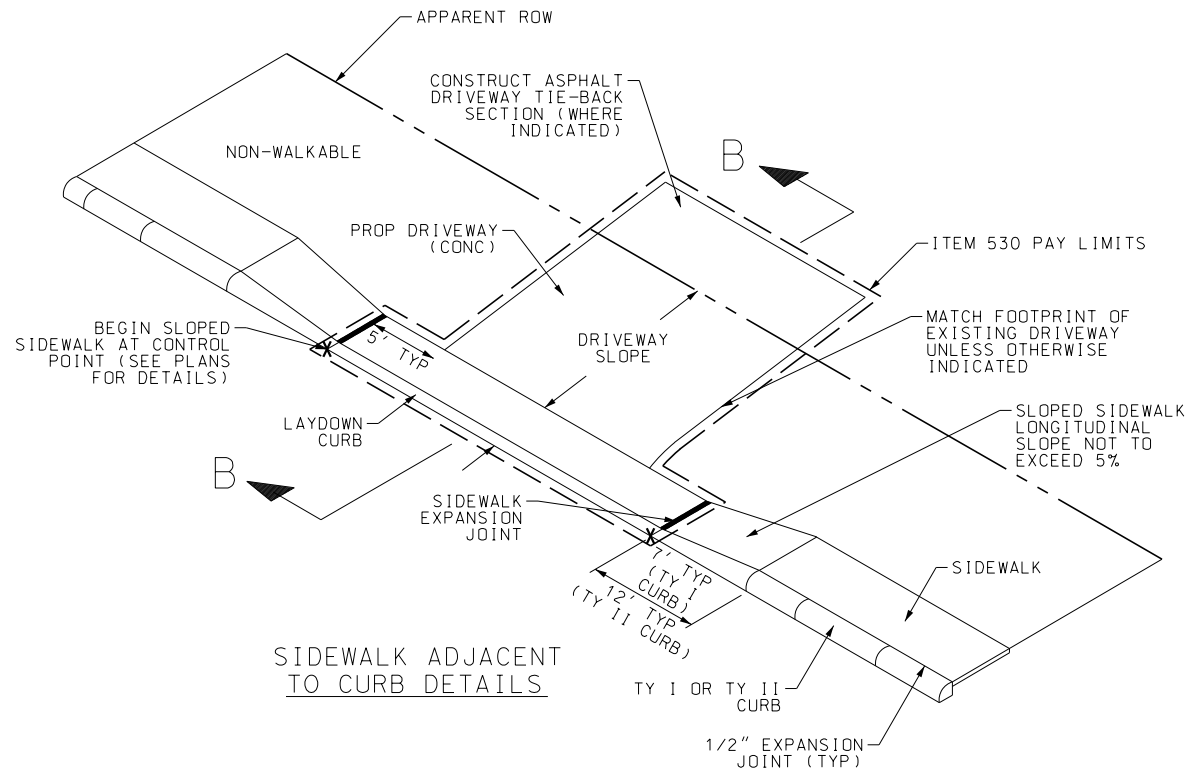 APPARENT ROW
CONSTRUCT ASPHALT
DRIVEWAY TIE-BACK
SECTION (WHERE
INDICATED)
B
NON-WALKABLE
PROP DRIVEWAY
(CONC)
ITEM 530 PAY LIMITS
BEGIN SLOPED
SIDEWALK AT CONTROL
POINT (SEE PLANS
FOR DETAILS)
5' TYP
DRIVEWAY
SLOPE
MATCH FOOTPRINT OF
EXISTING DRIVEWAY
UNLESS OTHERWISE
INDICATED
LAYDOWN
CURB
SLOPED SIDEWALK
LONGITUDINAL
SLOPE NOT TO
EXCEED 5%
B
SIDEWALK
EXPANSION
JOINT
7' TYP
(TY I
CURB)
12' TYP
(TY II CURB)
SIDEWALK
SIDEWALK ADJACENT
TO CURB DETAILS
TY I OR TY II
CURB
1/2" EXPANSION
JOINT (TYP)